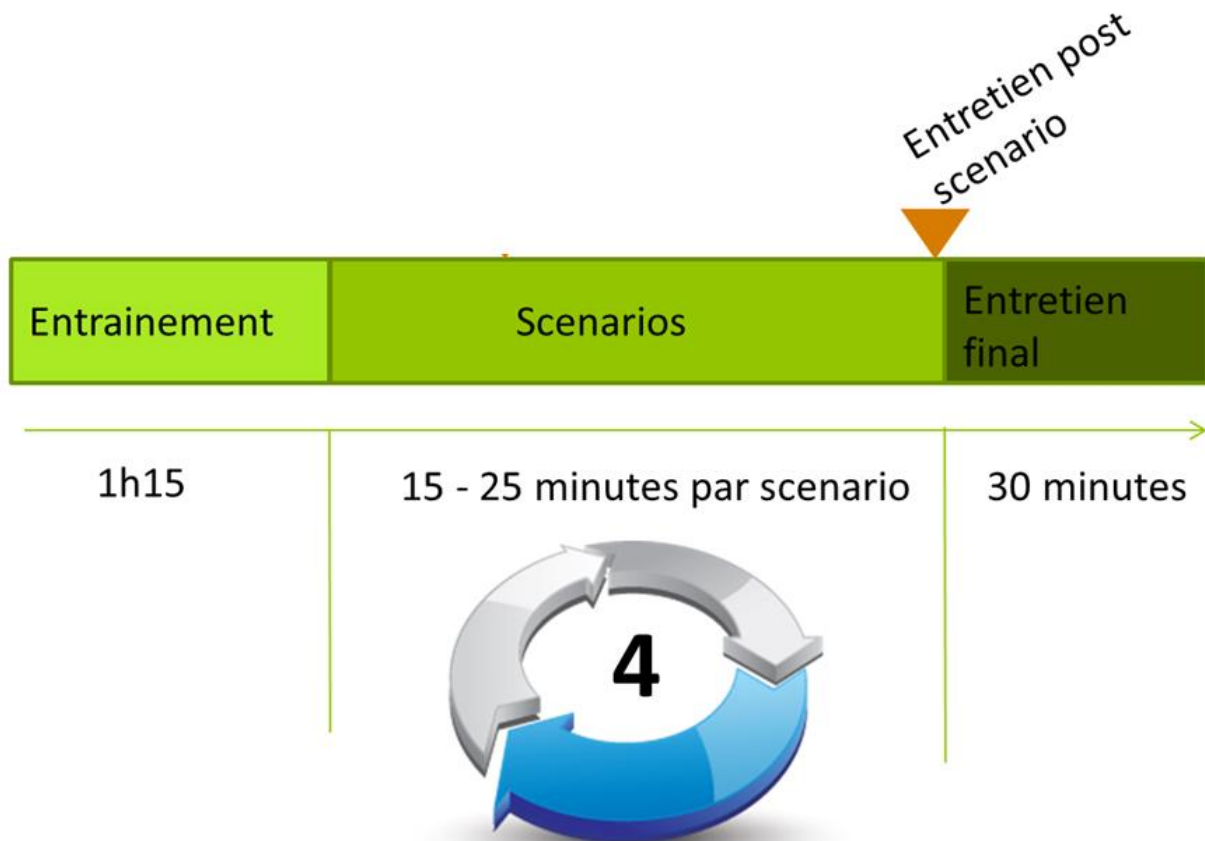 Entretien post
scenario
Entrainement
Scenarios
Entretien
final
1h15
15 - 25 minutes par scenario
30 minutes
4